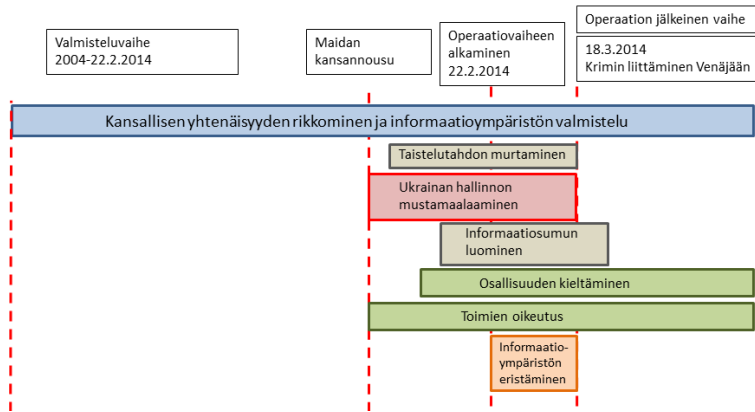 Valmisteluvaihe
2004-22.2.2014
Maidan
kansannousu
Operaatiovaiheen
alkaminen
22.2.2014
Operaation jälkeinen vaihe
18.3.2014
Krimin liittäminen Venäjään
Kansallisen yhtenäisyyden rikkominen ja informaatioympäristön valmistelu
Taistelutahdon murtaminen
Ukrainan hallinnon
mustamaalaaminen
Informaatiosumun
luominen
Osallisuuden kieltäminen
Toimien oikeutus
Informaatio-
ympäristön
eristäminen